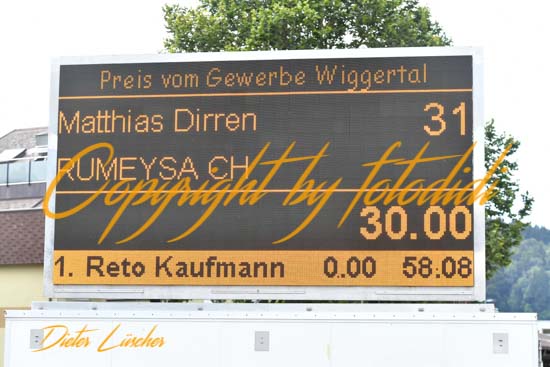 Preis vom Gewerbe Wiggertal
Matthias Dirren 31
RUMEYSA CH
Copyright by fotodidi
30.00
1. Reto Kaufmann 0.00 58.08
Dieter Lüscher